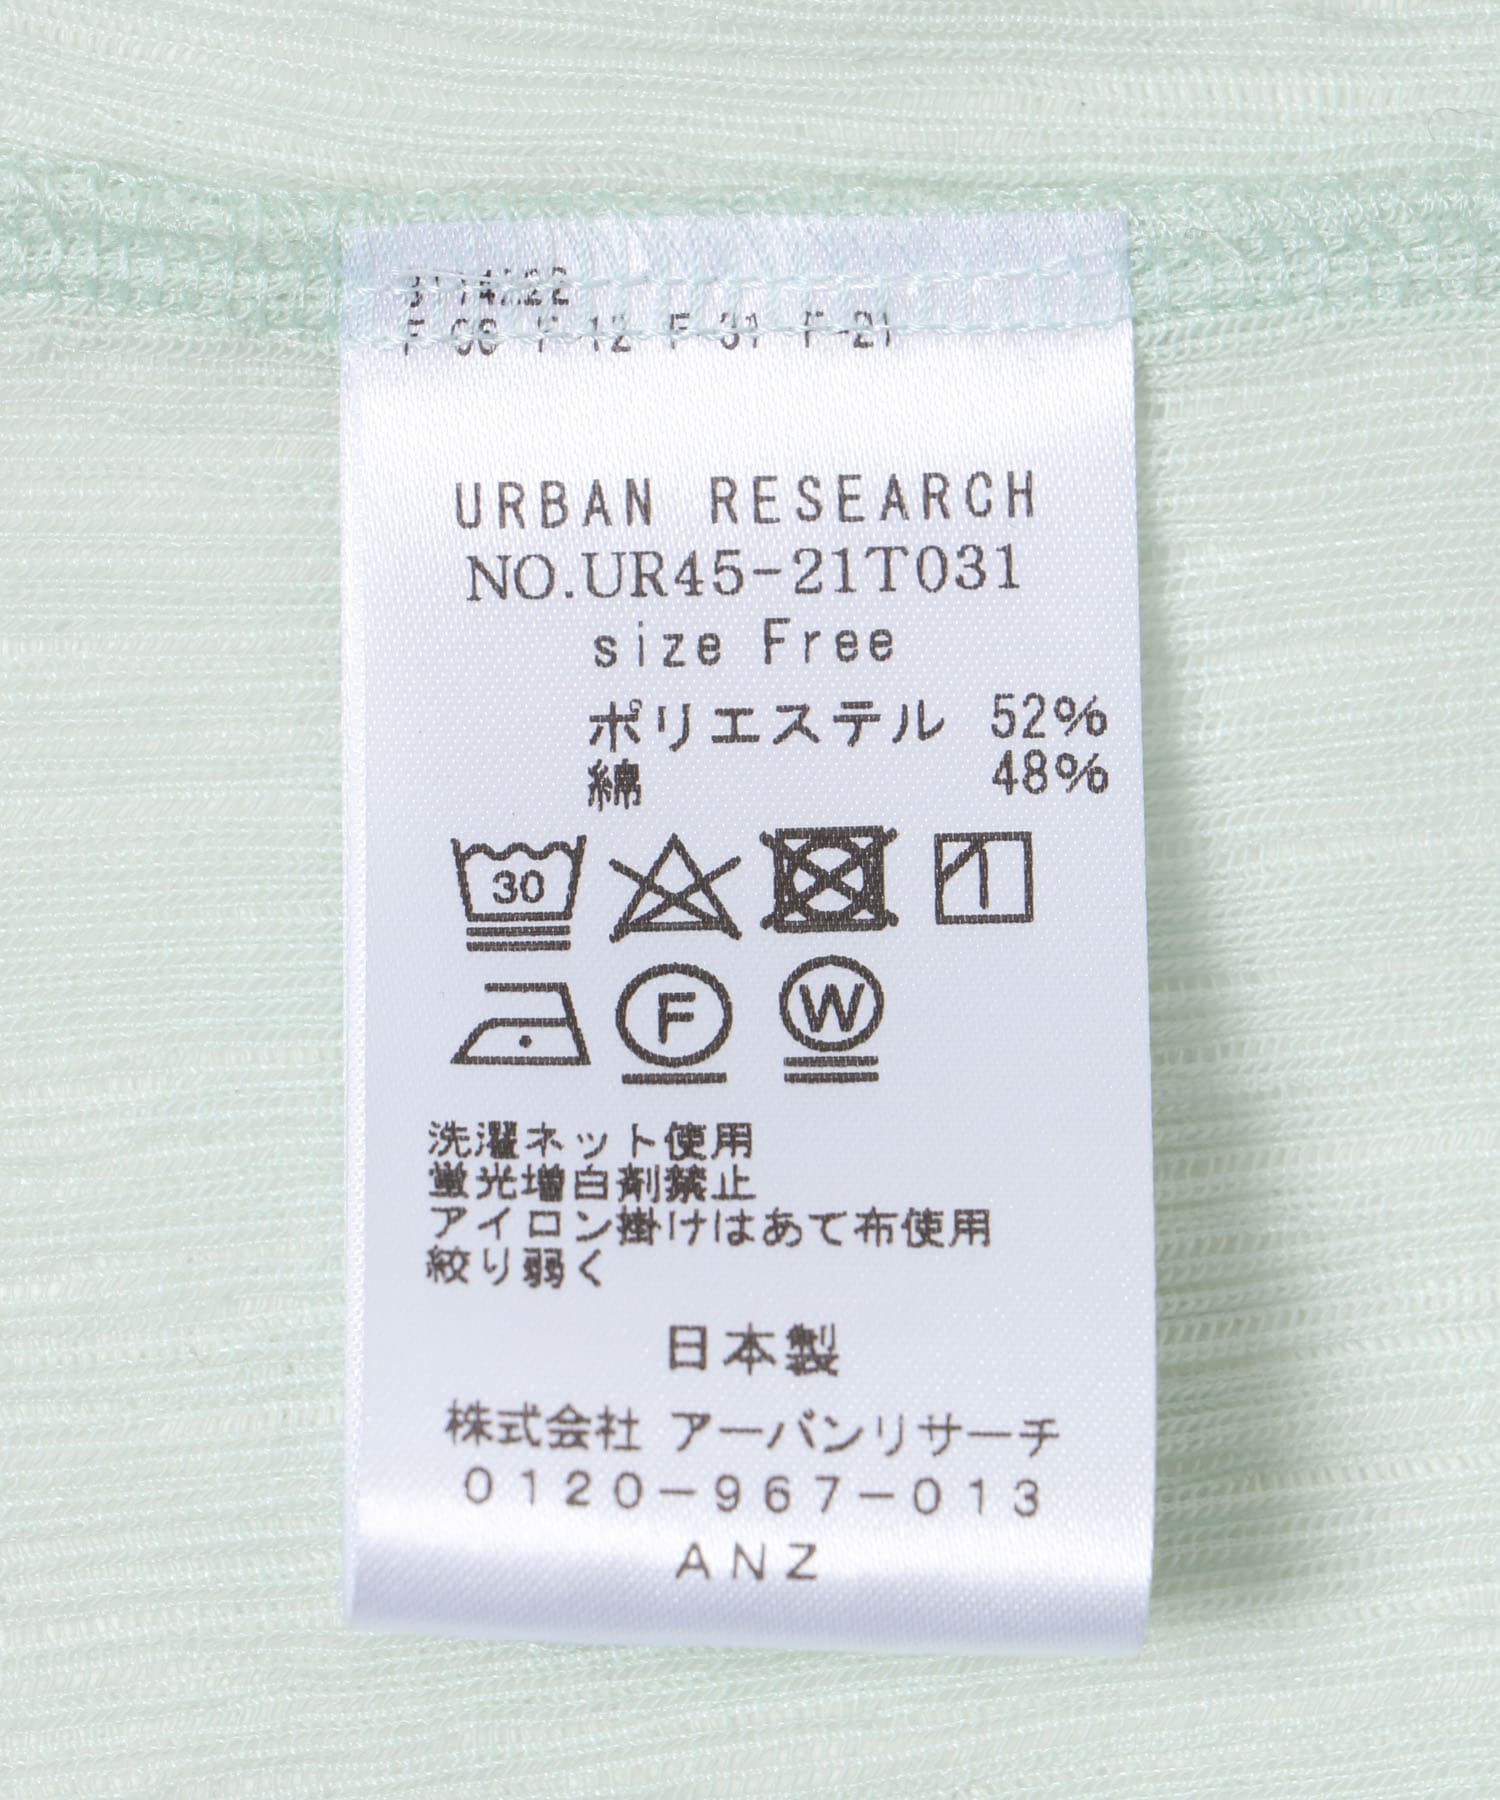 URBAN RESEARCH
NO.UR45-21T031
size Free
ポリエステル 52%
綿 48%
30
F W
洗濯ネット使用
蛍光増白剤禁止
アイロン掛けはあて布使用
絞り弱く
日本製
株式会社 アーバンリサーチ
0120-967-013
ANZ